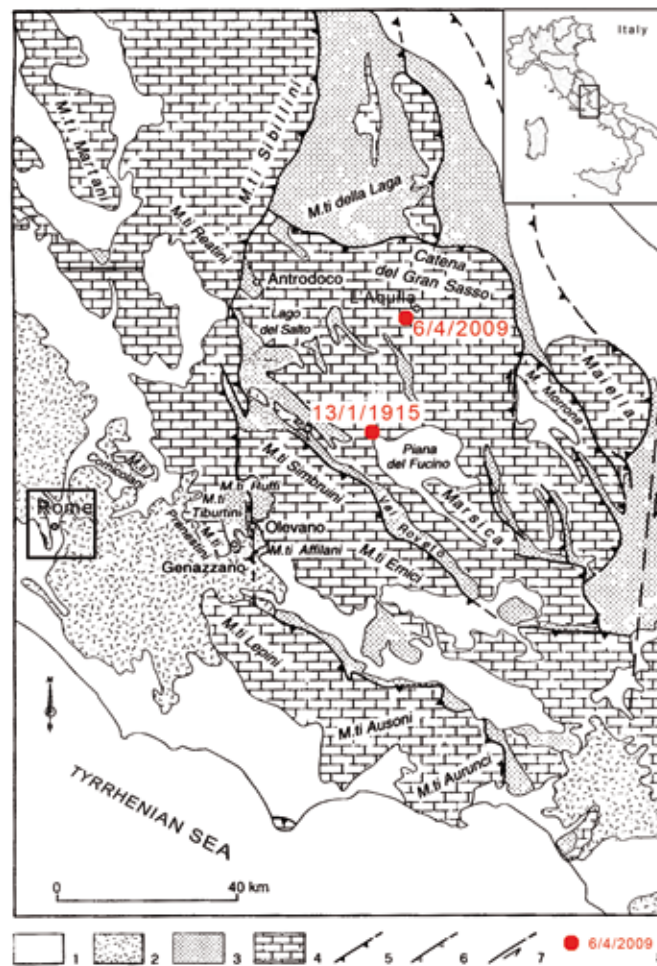 Italy
M.ti Martani
M.ti Sibillini
M.ti della Laga
M.ti Reatini
Catena
del Gran Sasso
Antrodoco
L'Aquila
Lago
del Salto
6/4/2009
Maiella
M. Morrone
13/1/1915
Piana
del Fucino
M.ti
Cornicolani
M.ti Simbruini
Marsica
M.ti Ruffi
Rome
M.ti
Tiburtini
Val Roveto
Olevano
M.ti
Prenestini
M.ti Affilani
M.ti Ernici
Genazzano
M.ti Lepini
N
M.ti Ausoni
M.ti Aurunci
TYRRHENIAN SEA
0 40 km
1 2 3 4 5 6 7 6/4/2009 8